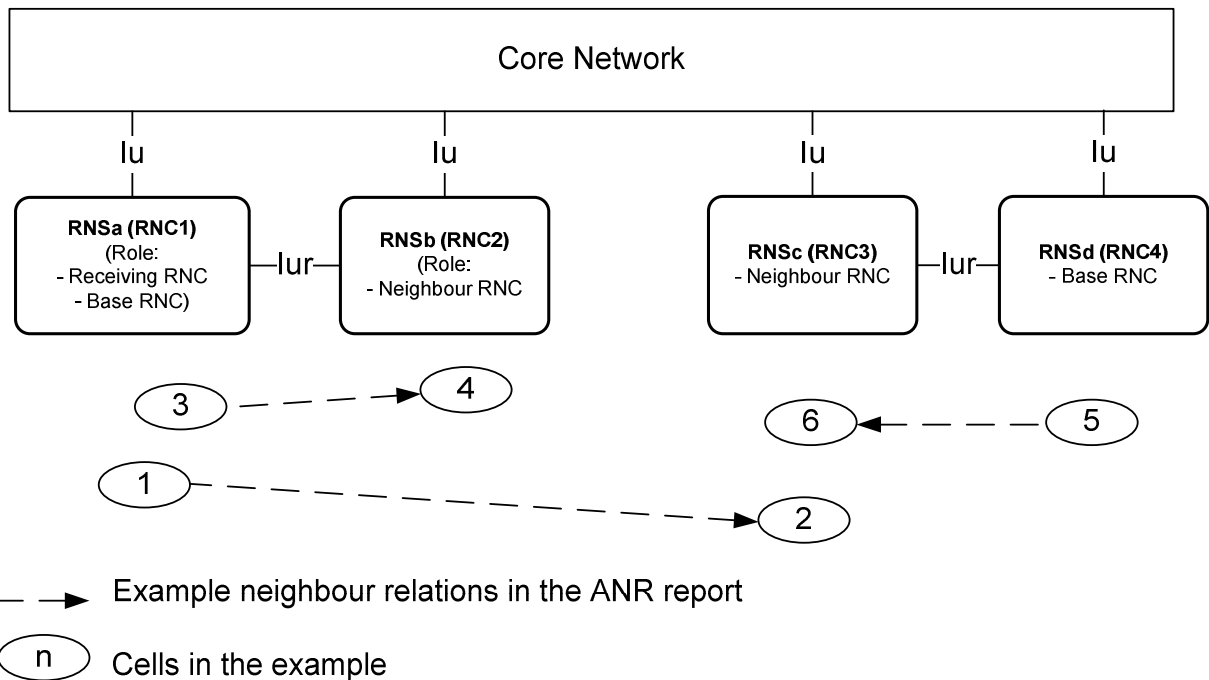 Core Network
Iu
Iu
Iu
Iu
RNSa (RNC1)
(Role:
- Receiving RNC
- Base RNC)
Iur
RNSb (RNC2)
(Role:
- Neighbour RNC
RNSc (RNC3)
- Neighbour RNC
Iur
RNSd (RNC4)
- Base RNC
3
4
6
5
1
2
Example neighbour relations in the ANR report
n
Cells in the example